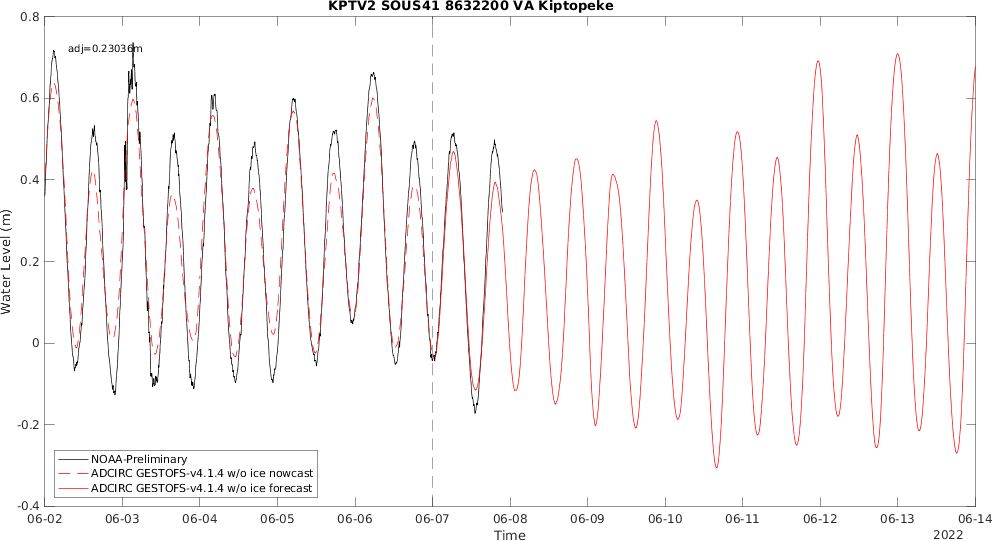 KPTV2 SOUS41 8632200 VA Kiptopeke
adj=0.23036m
0.8
0.6
0.4
0.2
0
-0.2
-0.4
Water Level (m)
NOAA-Preliminary
ADCIRC GESTOFS-v4.1.4 w/o ice nowcast
ADCIRC GESTOFS-v4.1.4 w/o ice forecast
06-02 06-03 06-04 06-05 06-06 06-07 06-08 06-09 06-10 06-11 06-12 06-13 06-14
Time
2022